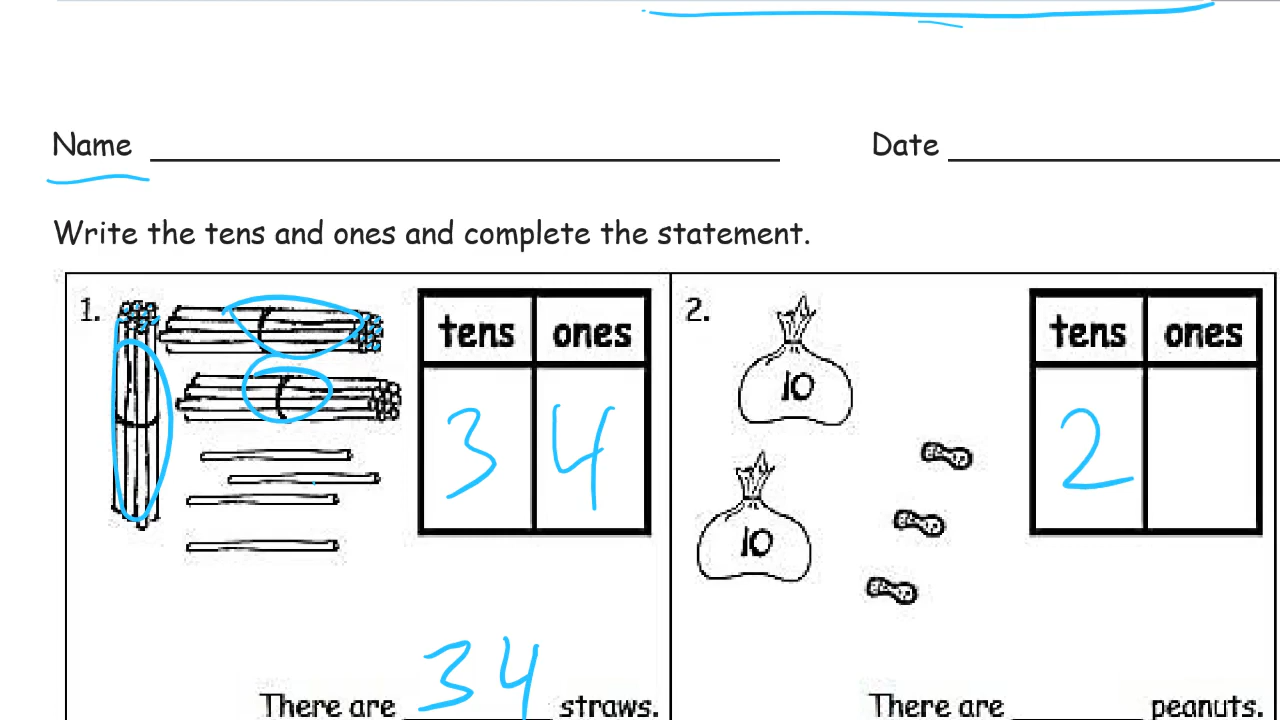 Name Date
Write the tens and ones and complete the statement.
1.
tens ones
3 4
There are 34 straws.
2.
10
10
tens ones
2
There are peanuts.